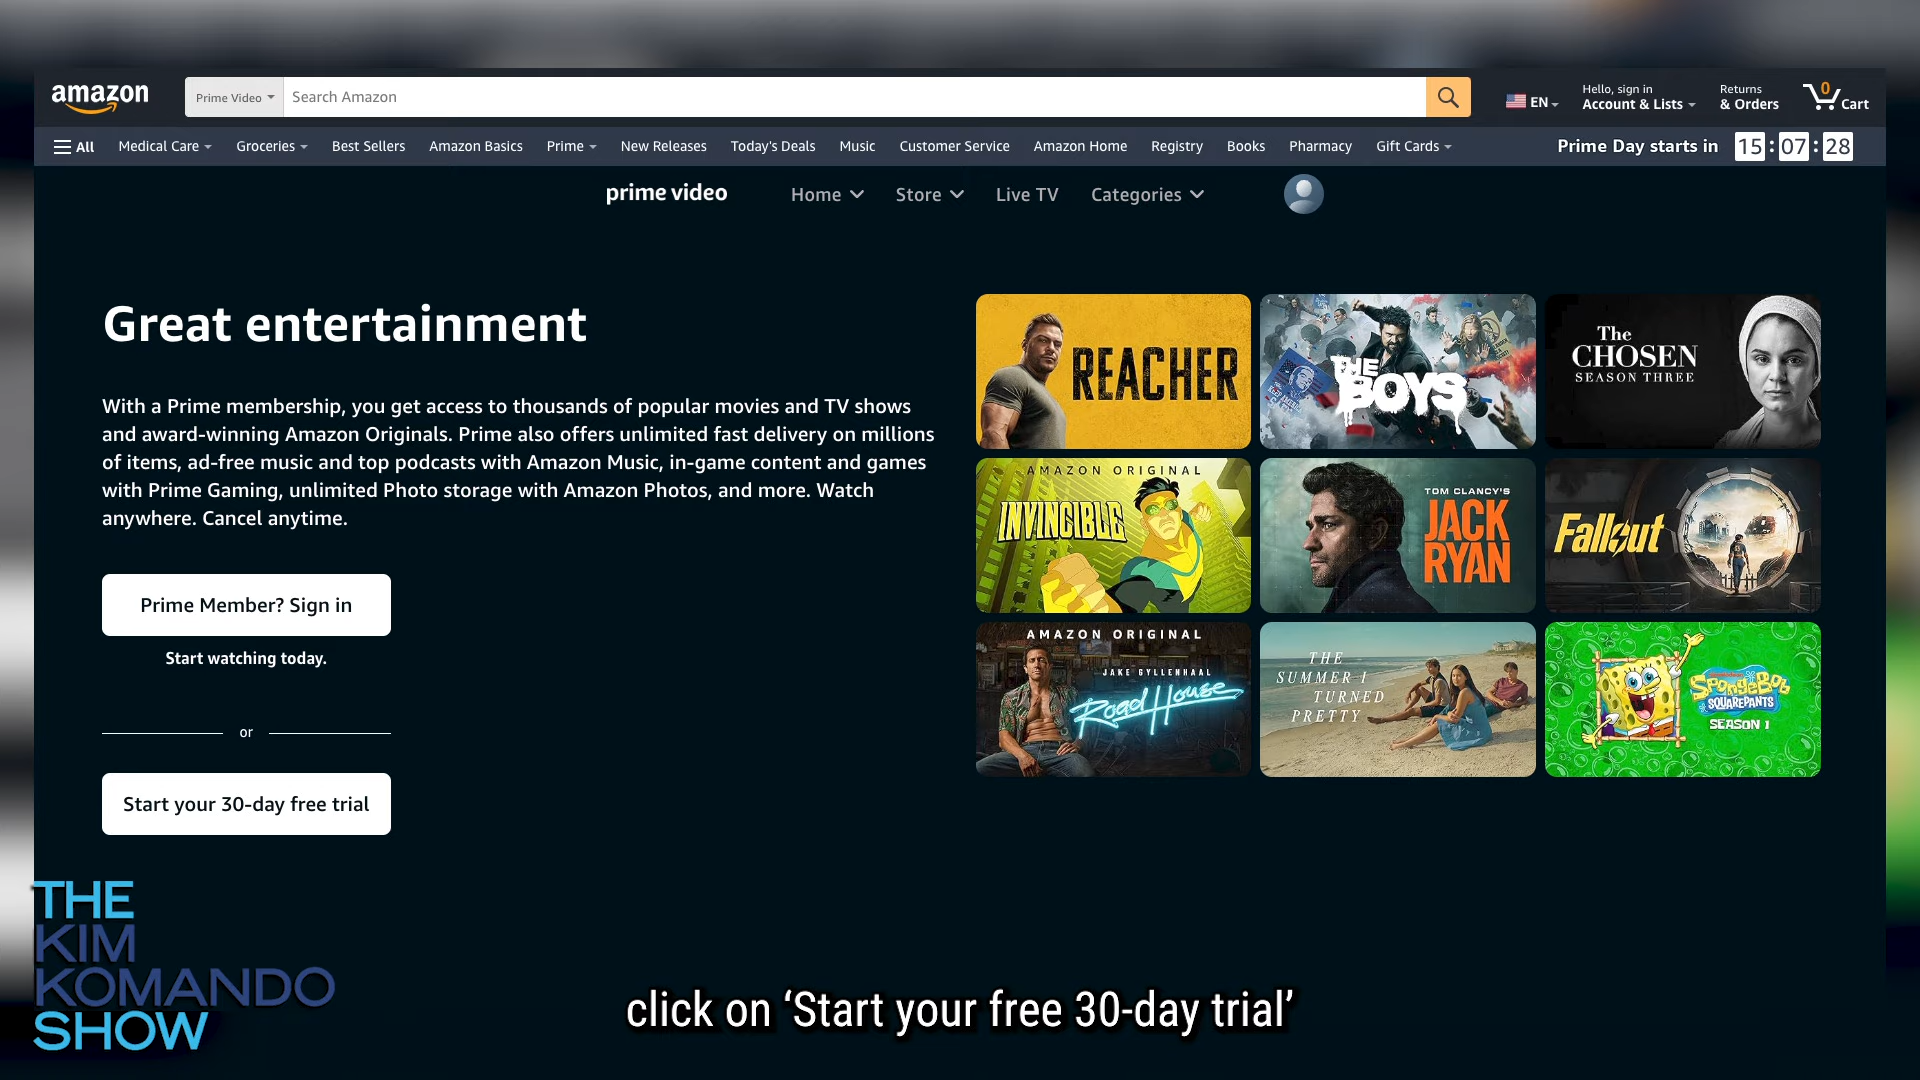 amazon
Prime Video
Search Amazon
EN
Hello, sign in
Account & Lists
Returns
& Orders
0
Cart
All
Medical Care
Groceries
Best Sellers
Amazon Basics
Prime
New Releases
Today's Deals
Music
Customer Service
Amazon Home
Registry
Books
Pharmacy
Gift Cards
Prime Day starts in 15 : 07 : 28
prime video
Home
Store
Live TV
Categories
Great entertainment
With a Prime membership, you get access to thousands of popular movies and TV shows
and award-winning Amazon Originals. Prime also offers unlimited fast delivery on millions
of items, ad-free music and top podcasts with Amazon Music, in-game content and games
with Prime Gaming, unlimited Photo storage with Amazon Photos, and more. Watch
anywhere. Cancel anytime.
Prime Member? Sign in
Start watching today.
or
Start your 30-day free trial
REACHER
THE
BOYS
The
CHOSEN
SEASON THREE
AMAZON ORIGINAL
INVINCIBLE
TOM CLANCY'S
JACK
RYAN
Fallout
AMAZON ORIGINAL
JAKE GYLLENHAAL
Road House
THE
SUMMER I
TURNED
PRETTY
SpongeBob
SQUAREPANTS
SEASON 1
THE
KIM
KOMANDO
SHOW
click on ‘Start your free 30-day trial’